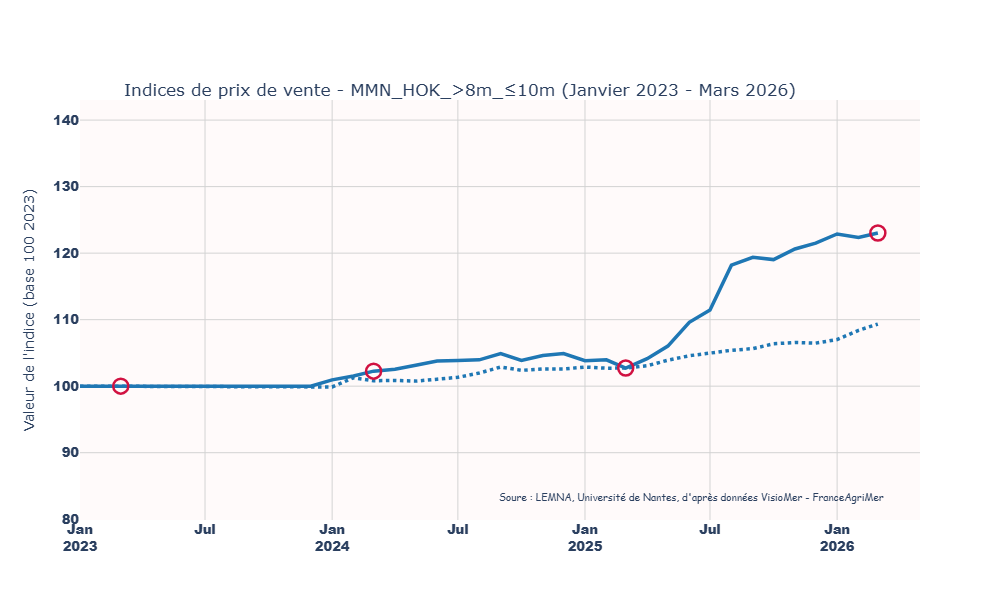 Indices de prix de vente - MMN_HOK_>8m_≤10m (Janvier 2023 - Mars 2026)
Valeur de l'indice (base 100 2023)
140
130
120
110
100
90
80
Soure : LEMNA, Université de Nantes, d'après données VisioMer - FranceAgriMer
Jan Jul Jan Jul Jan Jul Jan
2023 2024 2025 2026